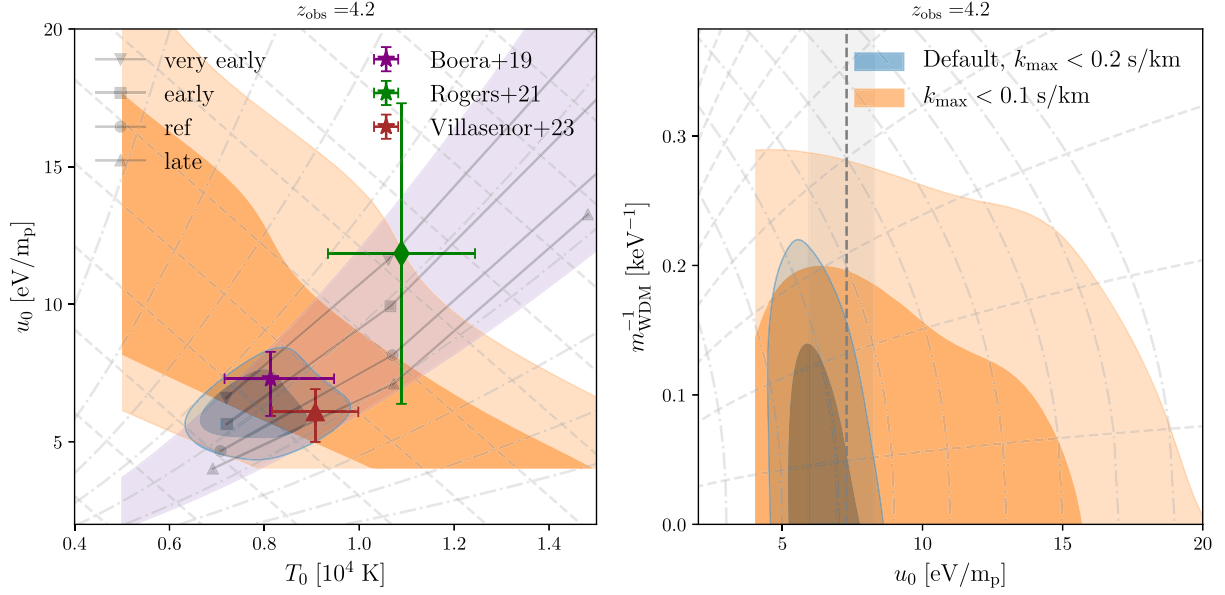 z_obs =4.2
20
15
10
5
u_0 [eV/m_p]
very early
early
ref
late
Boera+19
Rogers+21
Villasenor+23
0.4 0.6 0.8 1.0 1.2 1.4
T_0 [10^4 K]
z_obs =4.2
0.3
0.2
0.1
0.0
m_WDM^-1 [keV^-1]
Default, k_max < 0.2 s/km
k_max < 0.1 s/km
5 10 15 20
u_0 [eV/m_p]